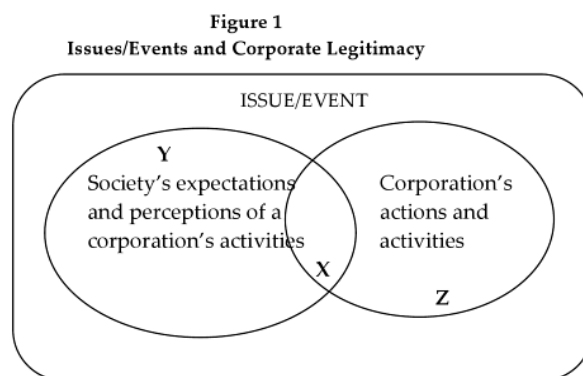 Figure 1
Issues/Events and Corporate Legitimacy
ISSUE/EVENT
Y
Society's expectations
and perceptions of a
corporation's activities
Corporation's
actions and
activities
X
Z